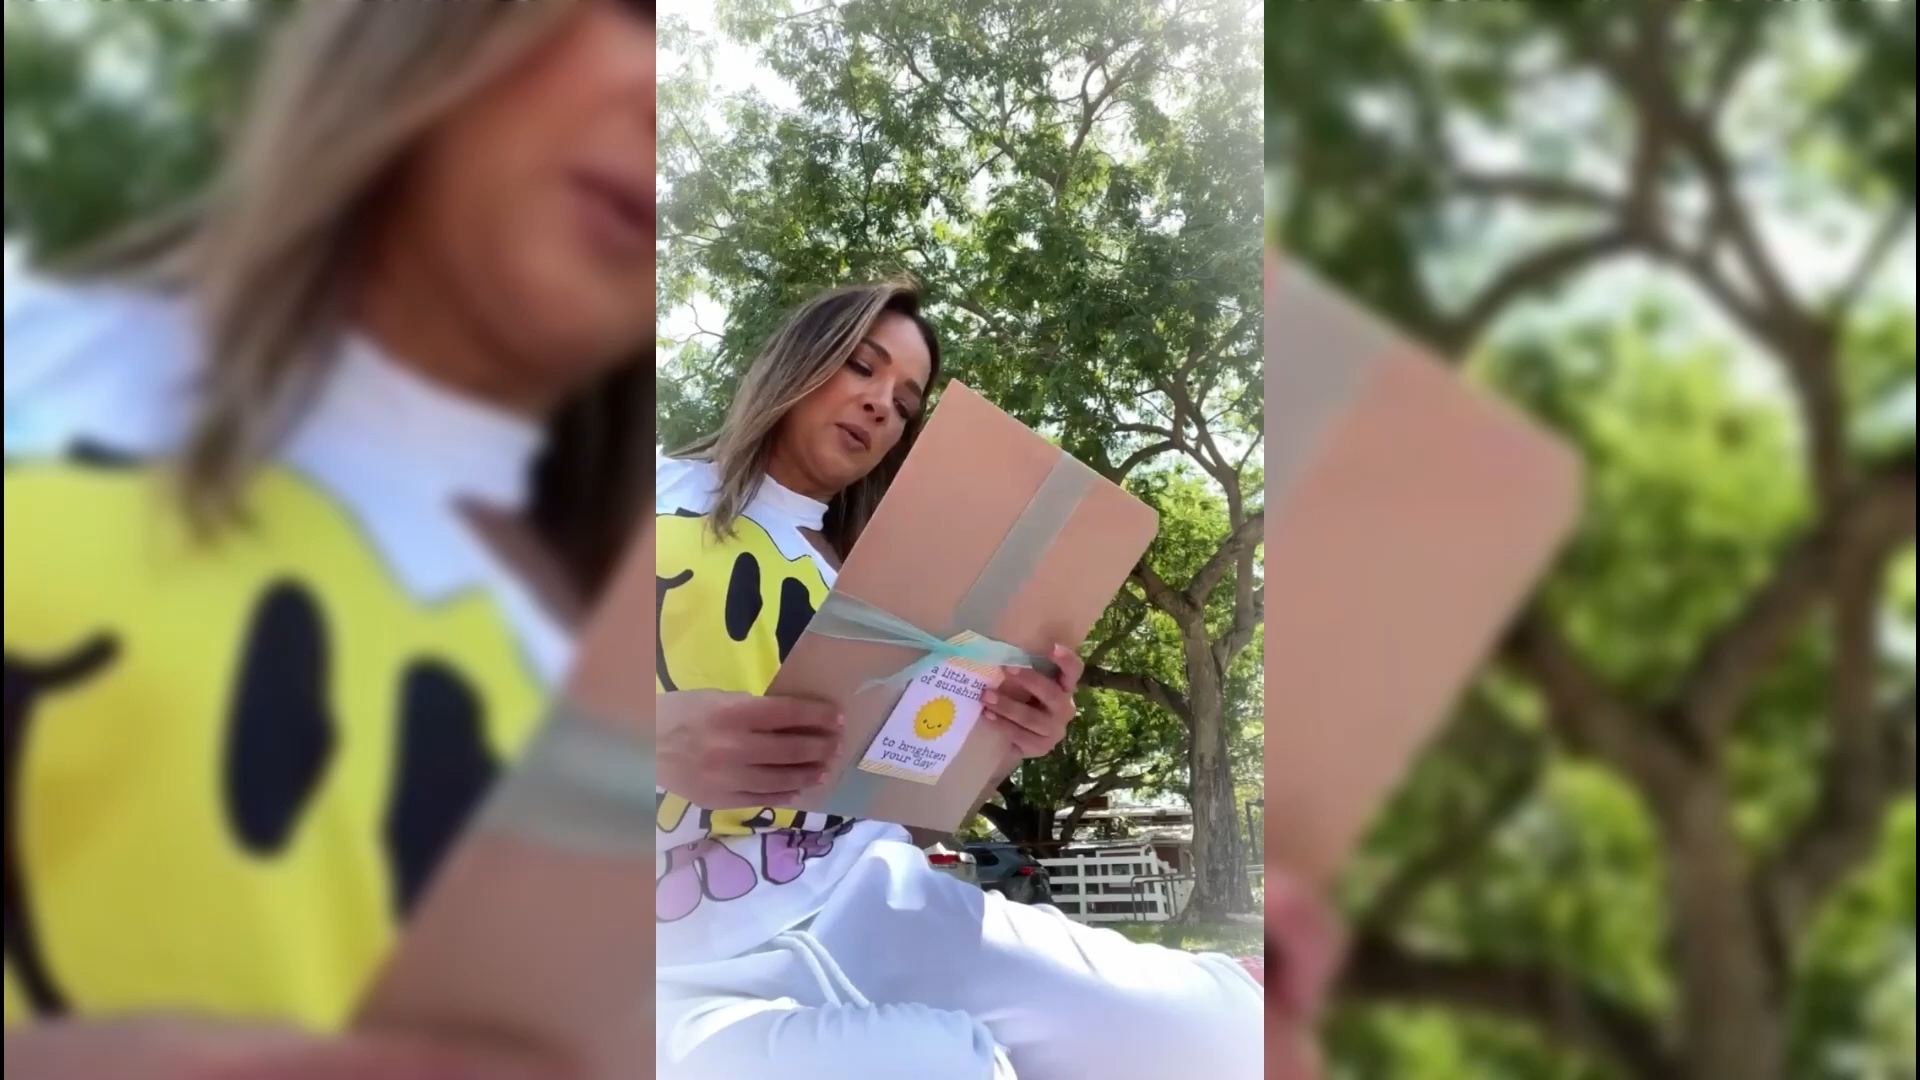 a little bit
of sunshine
to brighten
your day!